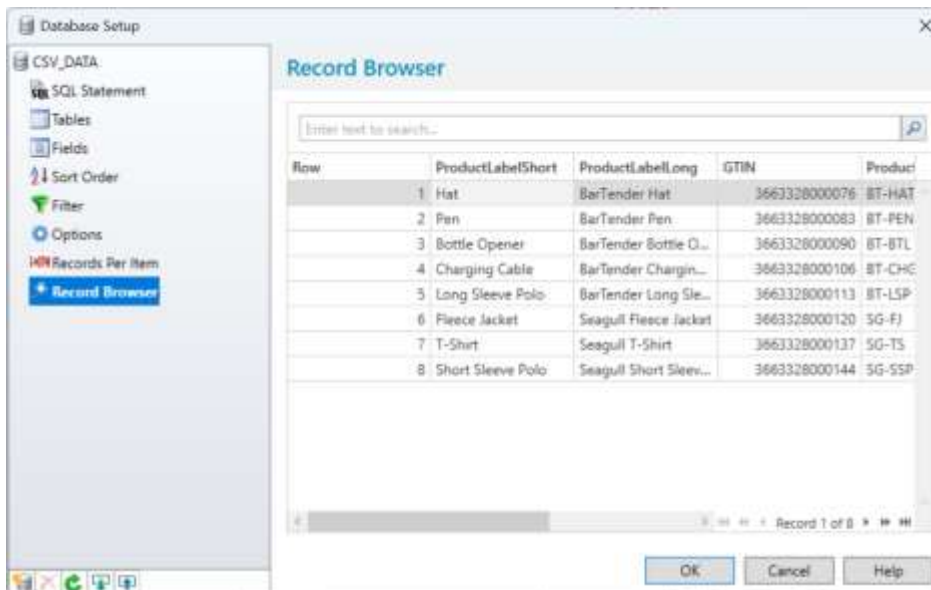 Database Setup
CSV_DATA
SQL SQL Statement
Tables
Fields
Sort Order
Filter
Options
Records Per Item
Record Browser
Record Browser
Enter text to search...
Row ProductLabelShort ProductLabelLong GTIN Product
1 Hat BarTender Hat 3663328000076 BT-HAT
2 Pen BarTender Pen 3663328000083 BT-PEN
3 Bottle Opener BarTender Bottle O... 3663328000090 BT-BTL
4 Charging Cable BarTender Chargin... 3663328000106 BT-CHG
5 Long Sleeve Polo BarTender Long Sle... 3663328000113 BT-LSP
6 Fleece Jacket Seagull Fleece Jacket 3663328000120 SG-FJ
7 T-Shirt Seagull T-Shirt 3663328000137 SG-TS
8 Short Sleeve Polo Seagull Short Sleev... 3663328000144 SG-SSP
Record 1 of 8
OK Cancel Help